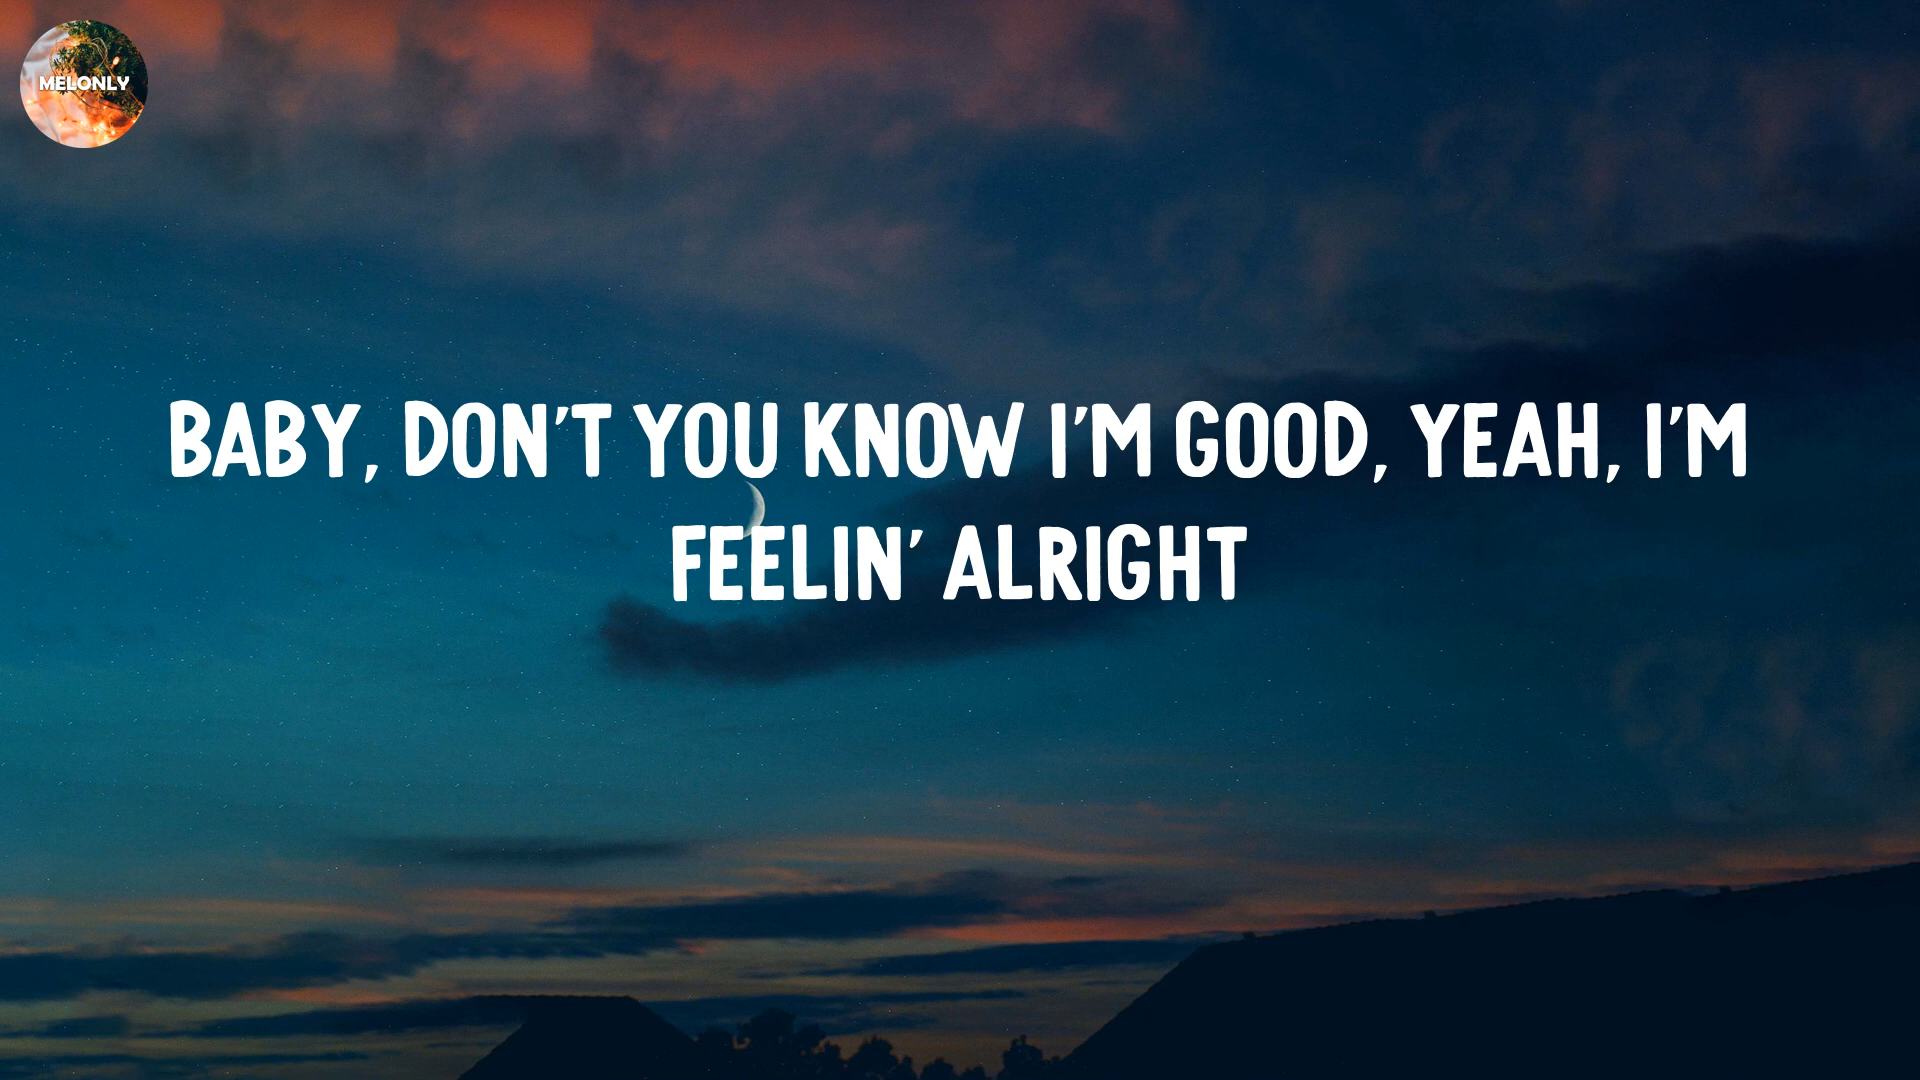 MELONLY
BABY, DON'T YOU KNOW I'M GOOD, YEAH, I'M
FEELIN' ALRIGHT